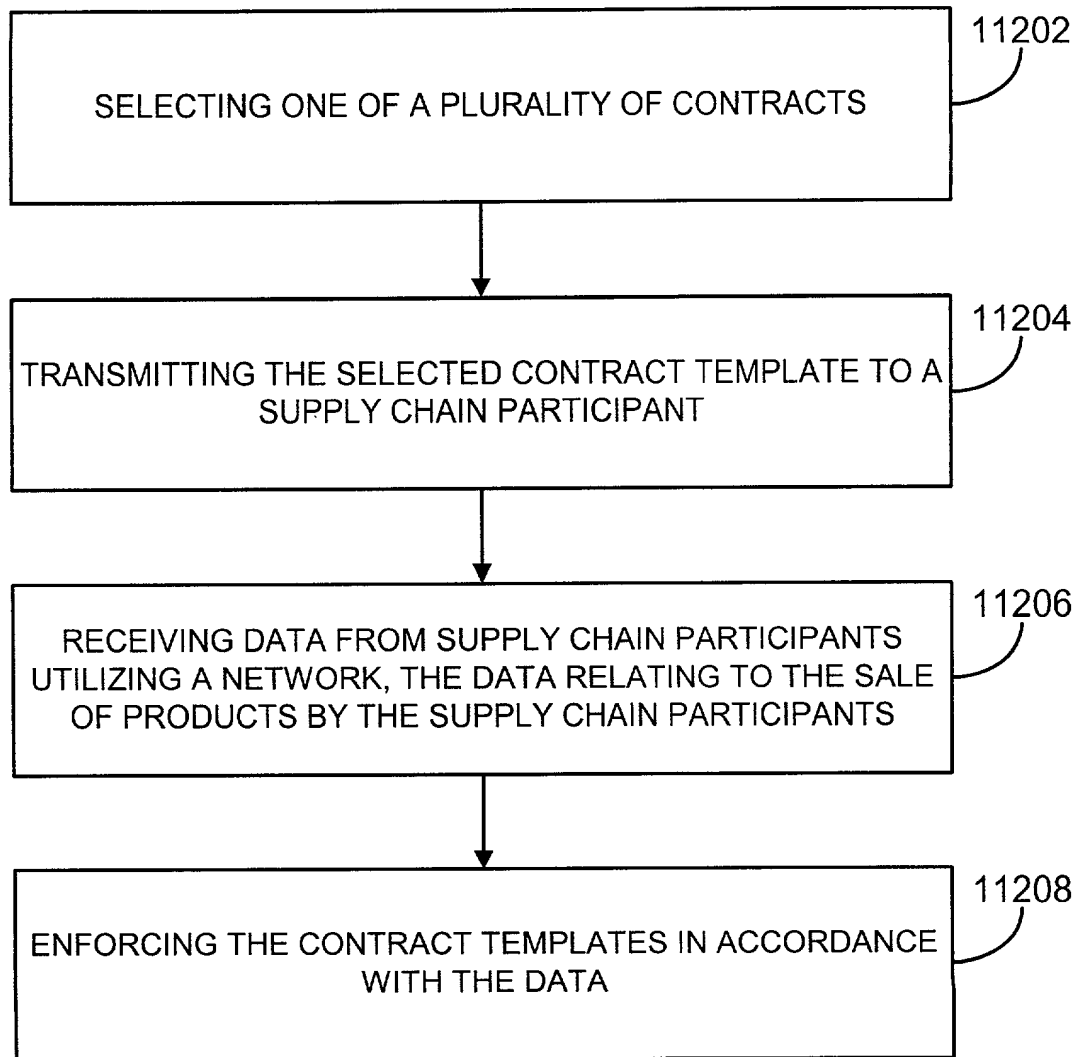 11202
SELECTING ONE OF A PLURALITY OF CONTRACTS
11204
TRANSMITTING THE SELECTED CONTRACT TEMPLATE TO A
SUPPLY CHAIN PARTICIPANT
11206
RECEIVING DATA FROM SUPPLY CHAIN PARTICIPANTS
UTILIZING A NETWORK, THE DATA RELATING TO THE SALE
OF PRODUCTS BY THE SUPPLY CHAIN PARTICIPANTS
11208
ENFORCING THE CONTRACT TEMPLATES IN ACCORDANCE
WITH THE DATA